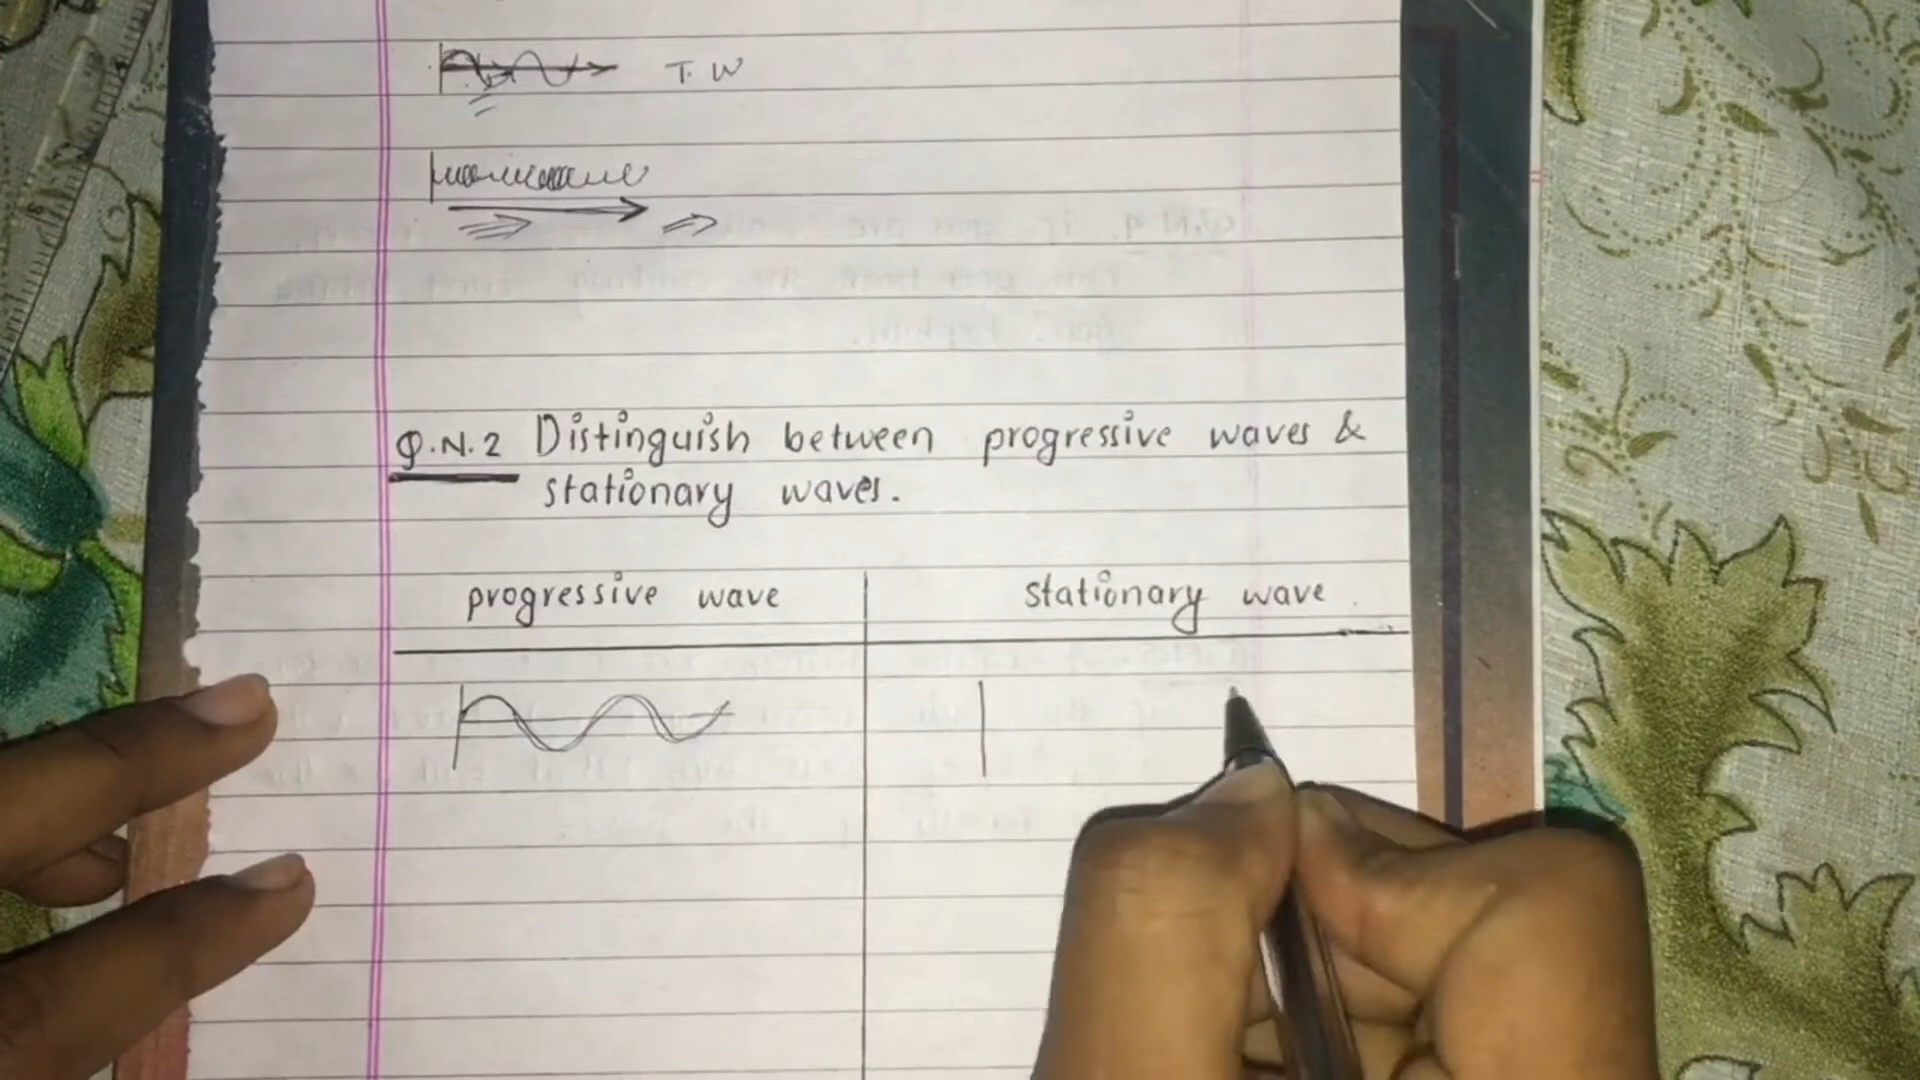 T. W
Q.N.2 Distinguish between progressive waves &
stationary waves.
progressive wave stationary wave